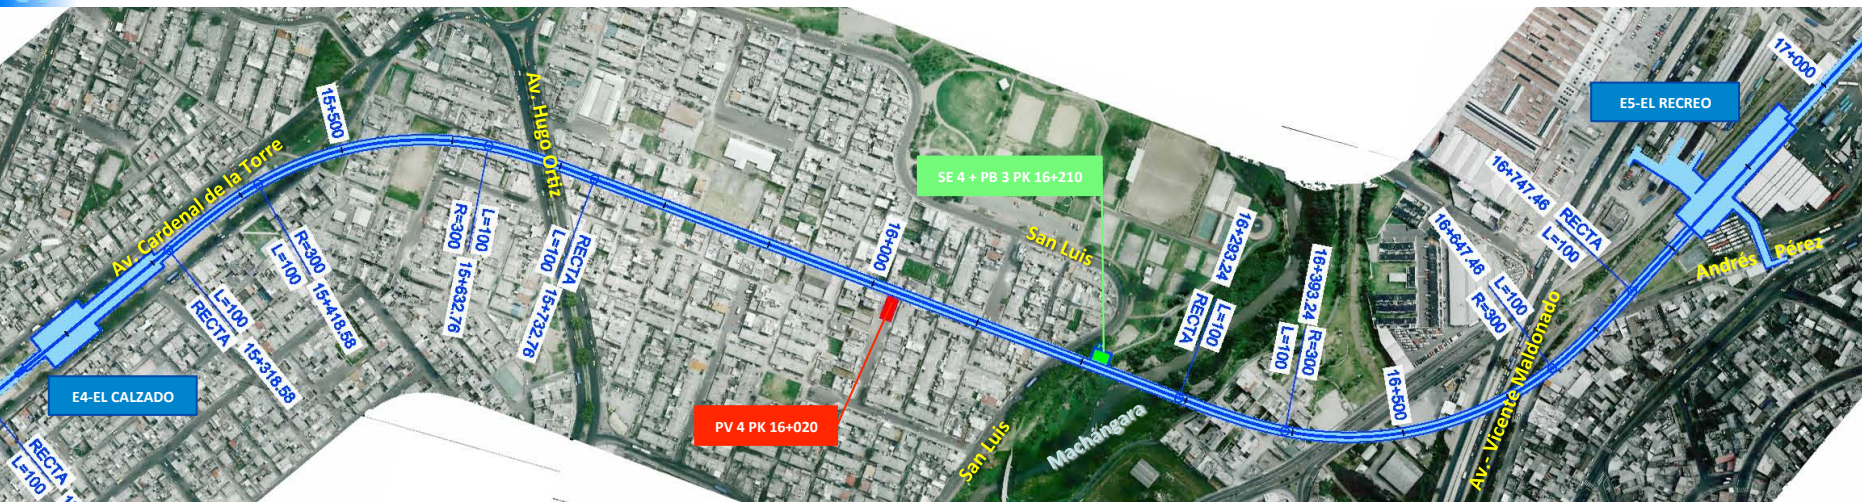 E4-EL CALZADO
RECTA
L=100
Av. Cardenal de la Torre
L=100
RECTA
15+318.58
R=300
L=100
15+418.58
15+500
L=100
R=300
15+632.76
Av. Hugo Ortiz
RECTA
L=100
15+732.76
16+000
PV 4 PK 16+020
SE 4 + PB 3 PK 16+210
San Luis
San Luis
Machángara
16+293.24
L=100
RECTA
16+393.24
R=300
L=100
16+500
Av.- Vicente Maldonado
16+647.46
L=100
R=300
16+747.46
RECTA
L=100
Andrés Pérez
E5-EL RECREO
17+000